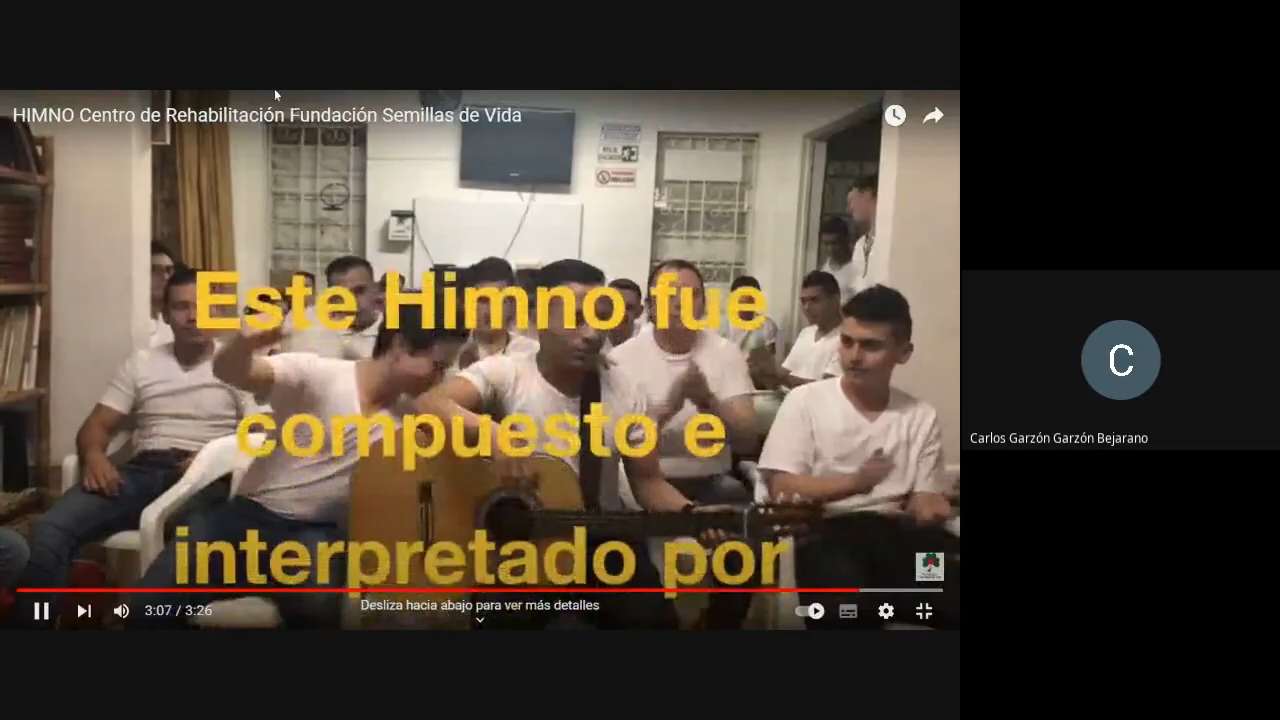 HIMNO Centro de Rehabilitación Fundación Semillas de Vida
Este Himno fue
compuesto e
interpretado por
3:07 / 3:26
Desliza hacia abajo para ver más detalles
C
Carlos Garzón Garzón Bejarano